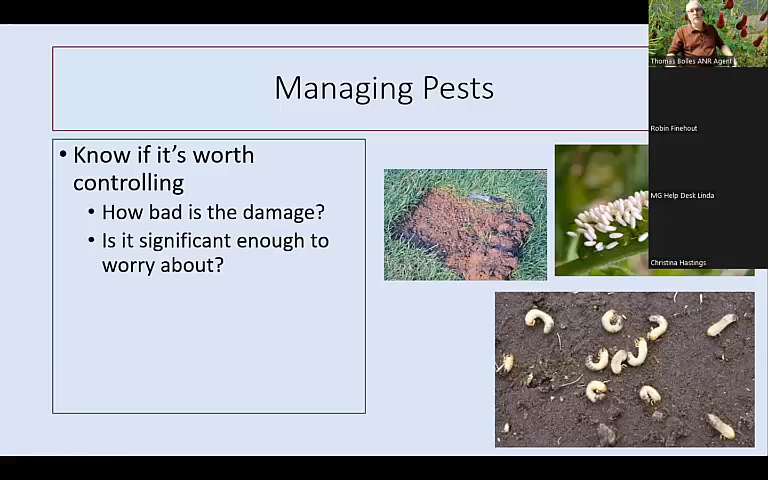 Managing Pests
• Know if it's worth
controlling
• How bad is the damage?
• Is it significant enough to
worry about?
Thomas Bolles ANR Agent
Robin Finehout
MG Help Desk Linda
Christina Hastings